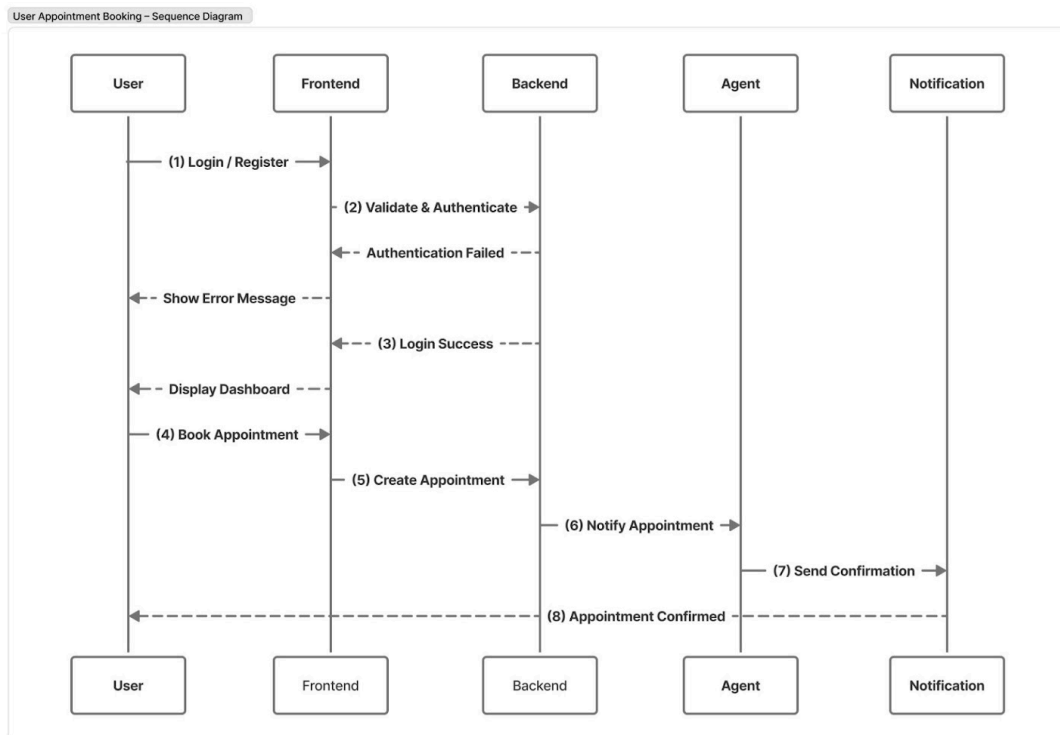 User Appointment Booking – Sequence Diagram
User Frontend Backend Agent Notification
(1) Login / Register
(2) Validate & Authenticate
Authentication Failed
Show Error Message
(3) Login Success
Display Dashboard
(4) Book Appointment
(5) Create Appointment
(6) Notify Appointment
(7) Send Confirmation
(8) Appointment Confirmed
User Frontend Backend Agent Notification